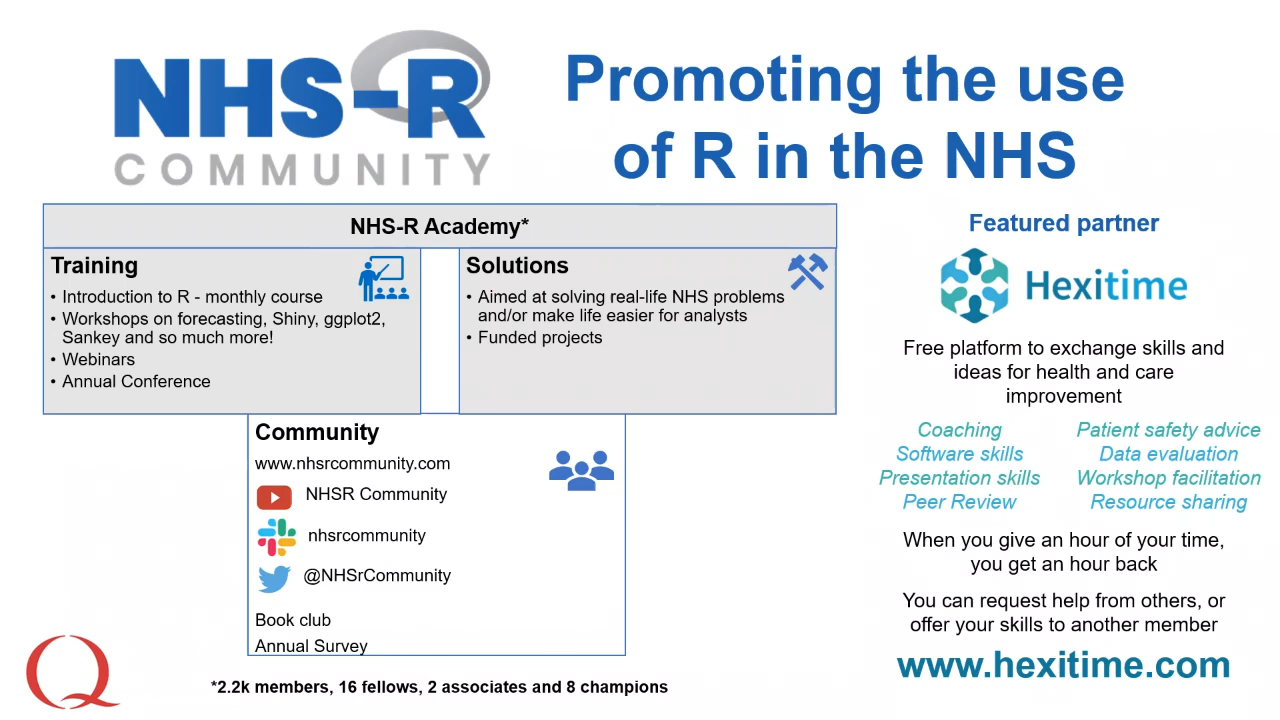 NHS-R
COMMUNITY
Promoting the use
of R in the NHS
NHS-R Academy*
Training
• Introduction to R - monthly course
• Workshops on forecasting, Shiny, ggplot2,
Sankey and so much more!
• Webinars
• Annual Conference
Solutions
• Aimed at solving real-life NHS problems
and/or make life easier for analysts
• Funded projects
Community
www.nhsrcommunity.com
NHSR Community
nhsrcommunity
@NHSrCommunity
Book club
Annual Survey
*2.2k members, 16 fellows, 2 associates and 8 champions
Q
Featured partner
Hexitime
Free platform to exchange skills and
ideas for health and care
improvement
Coaching
Software skills
Presentation skills
Peer Review
Patient safety advice
Data evaluation
Workshop facilitation
Resource sharing
When you give an hour of your time,
you get an hour back
You can request help from others, or
offer your skills to another member
www.hexitime.com